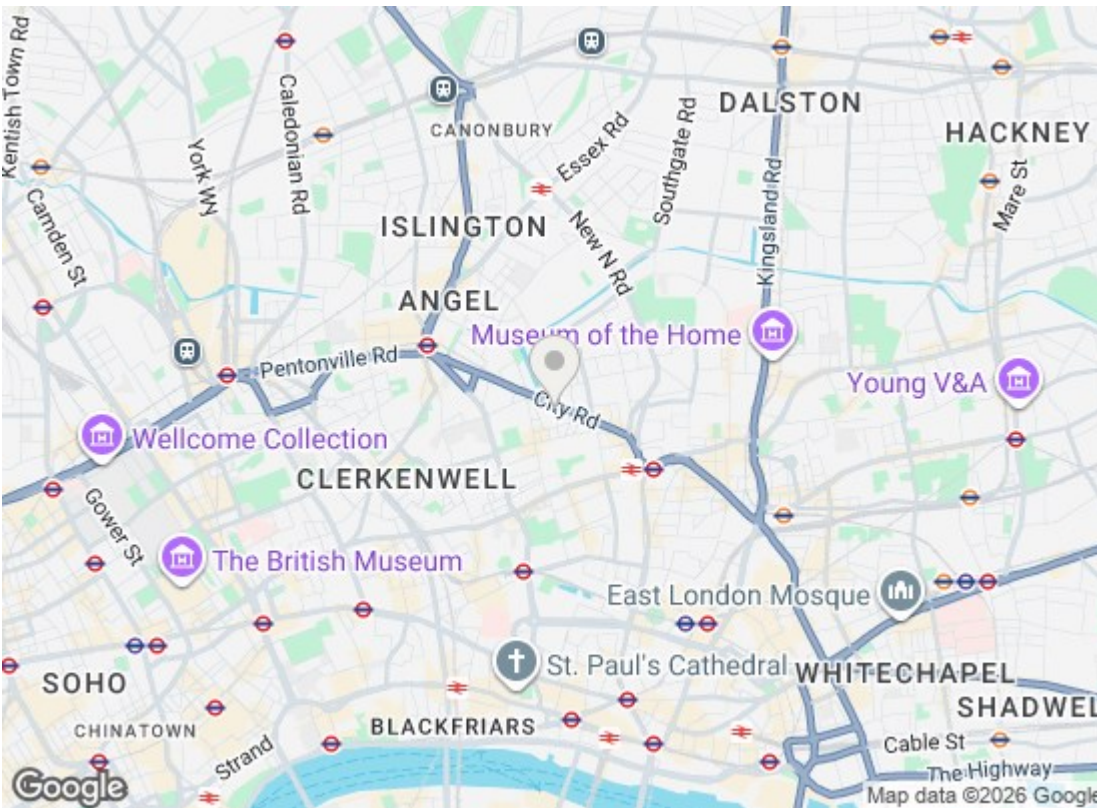 Kentish Town Rd
York Wy
Caledonian Rd
CANONBURY
Essex Rd
Southgate Rd
DALSTON
HACKNEY
Mare St
Camden St
ISLINGTON
New N Rd
Kingsland Rd
ANGEL
Museum of the Home
Pentonville Rd
Young V&A
City Rd
Wellcome Collection
CLERKENWELL
Gower St
The British Museum
East London Mosque
St. Paul's Cathedral
WHITECHAPEL
SOHO
SHADWEL
CHINATOWN
BLACKFRIARS
Strand
Cable St
The Highway
Google
Map data ©2026 Google